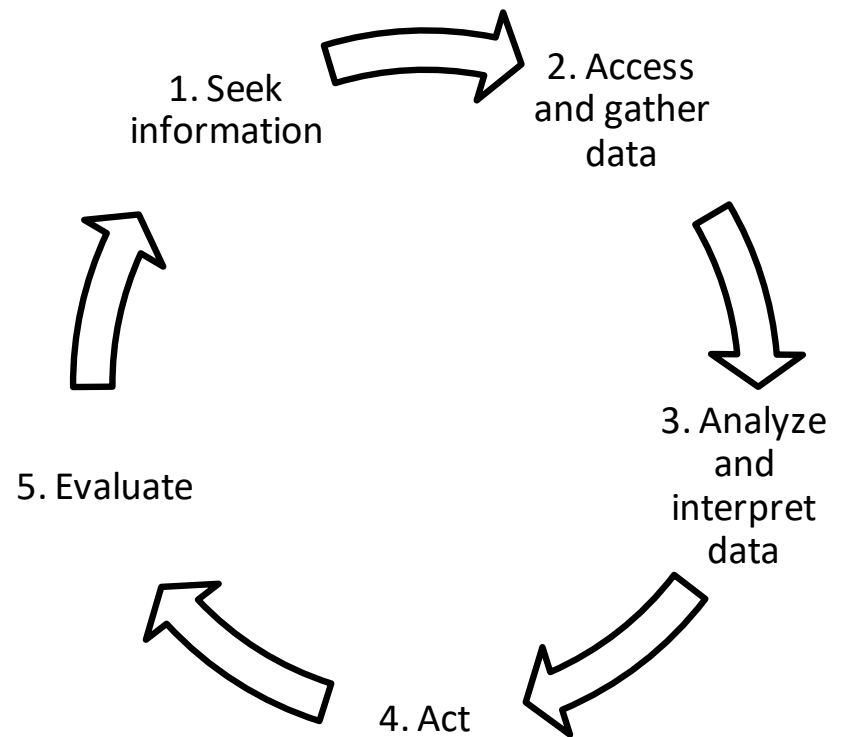 1. Seek
information
2. Access
and gather
data
3. Analyze
and
interpret
data
4. Act
5. Evaluate